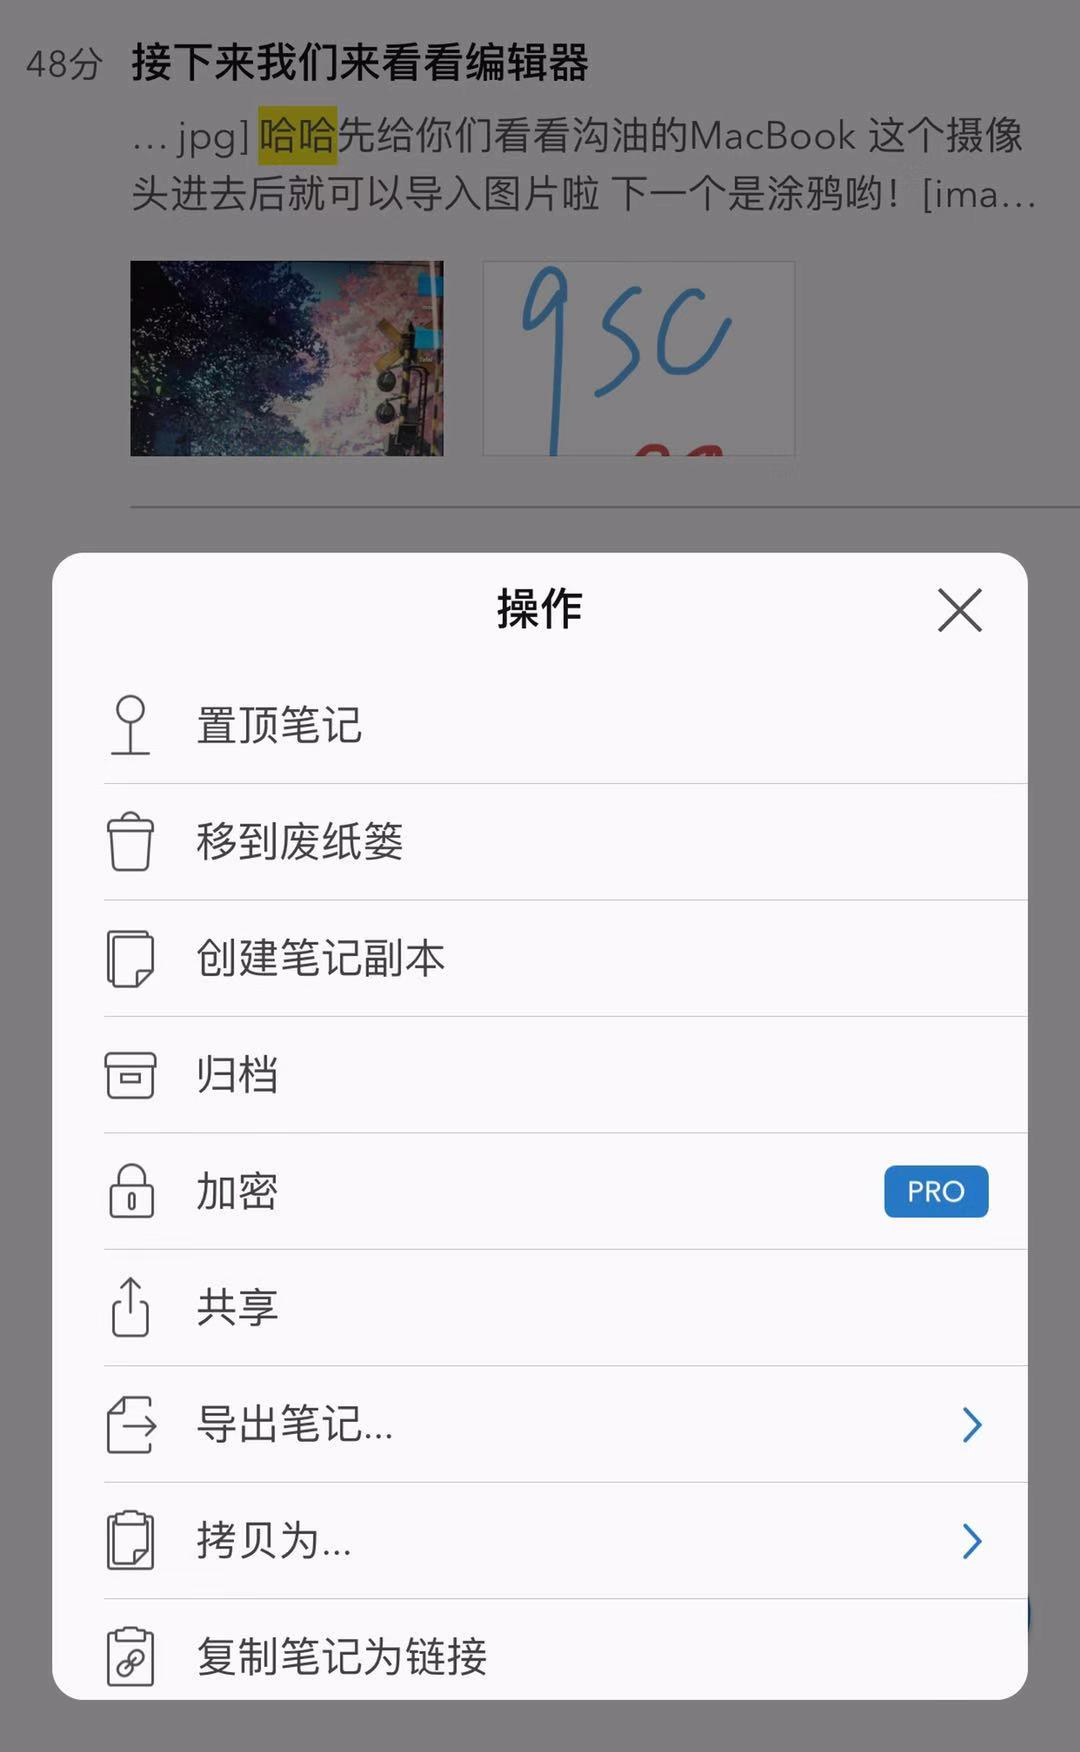 48分 接下来我们来看看编辑器
... jpg] 哈哈先给你们看看沟油的MacBook 这个摄像
头进去后就可以导入图片啦 下一个是涂鸦哟！[ima...
9sc
操作
置顶笔记
移到废纸篓
创建笔记副本
归档
加密 PRO
共享
导出笔记...
拷贝为...
复制笔记为链接